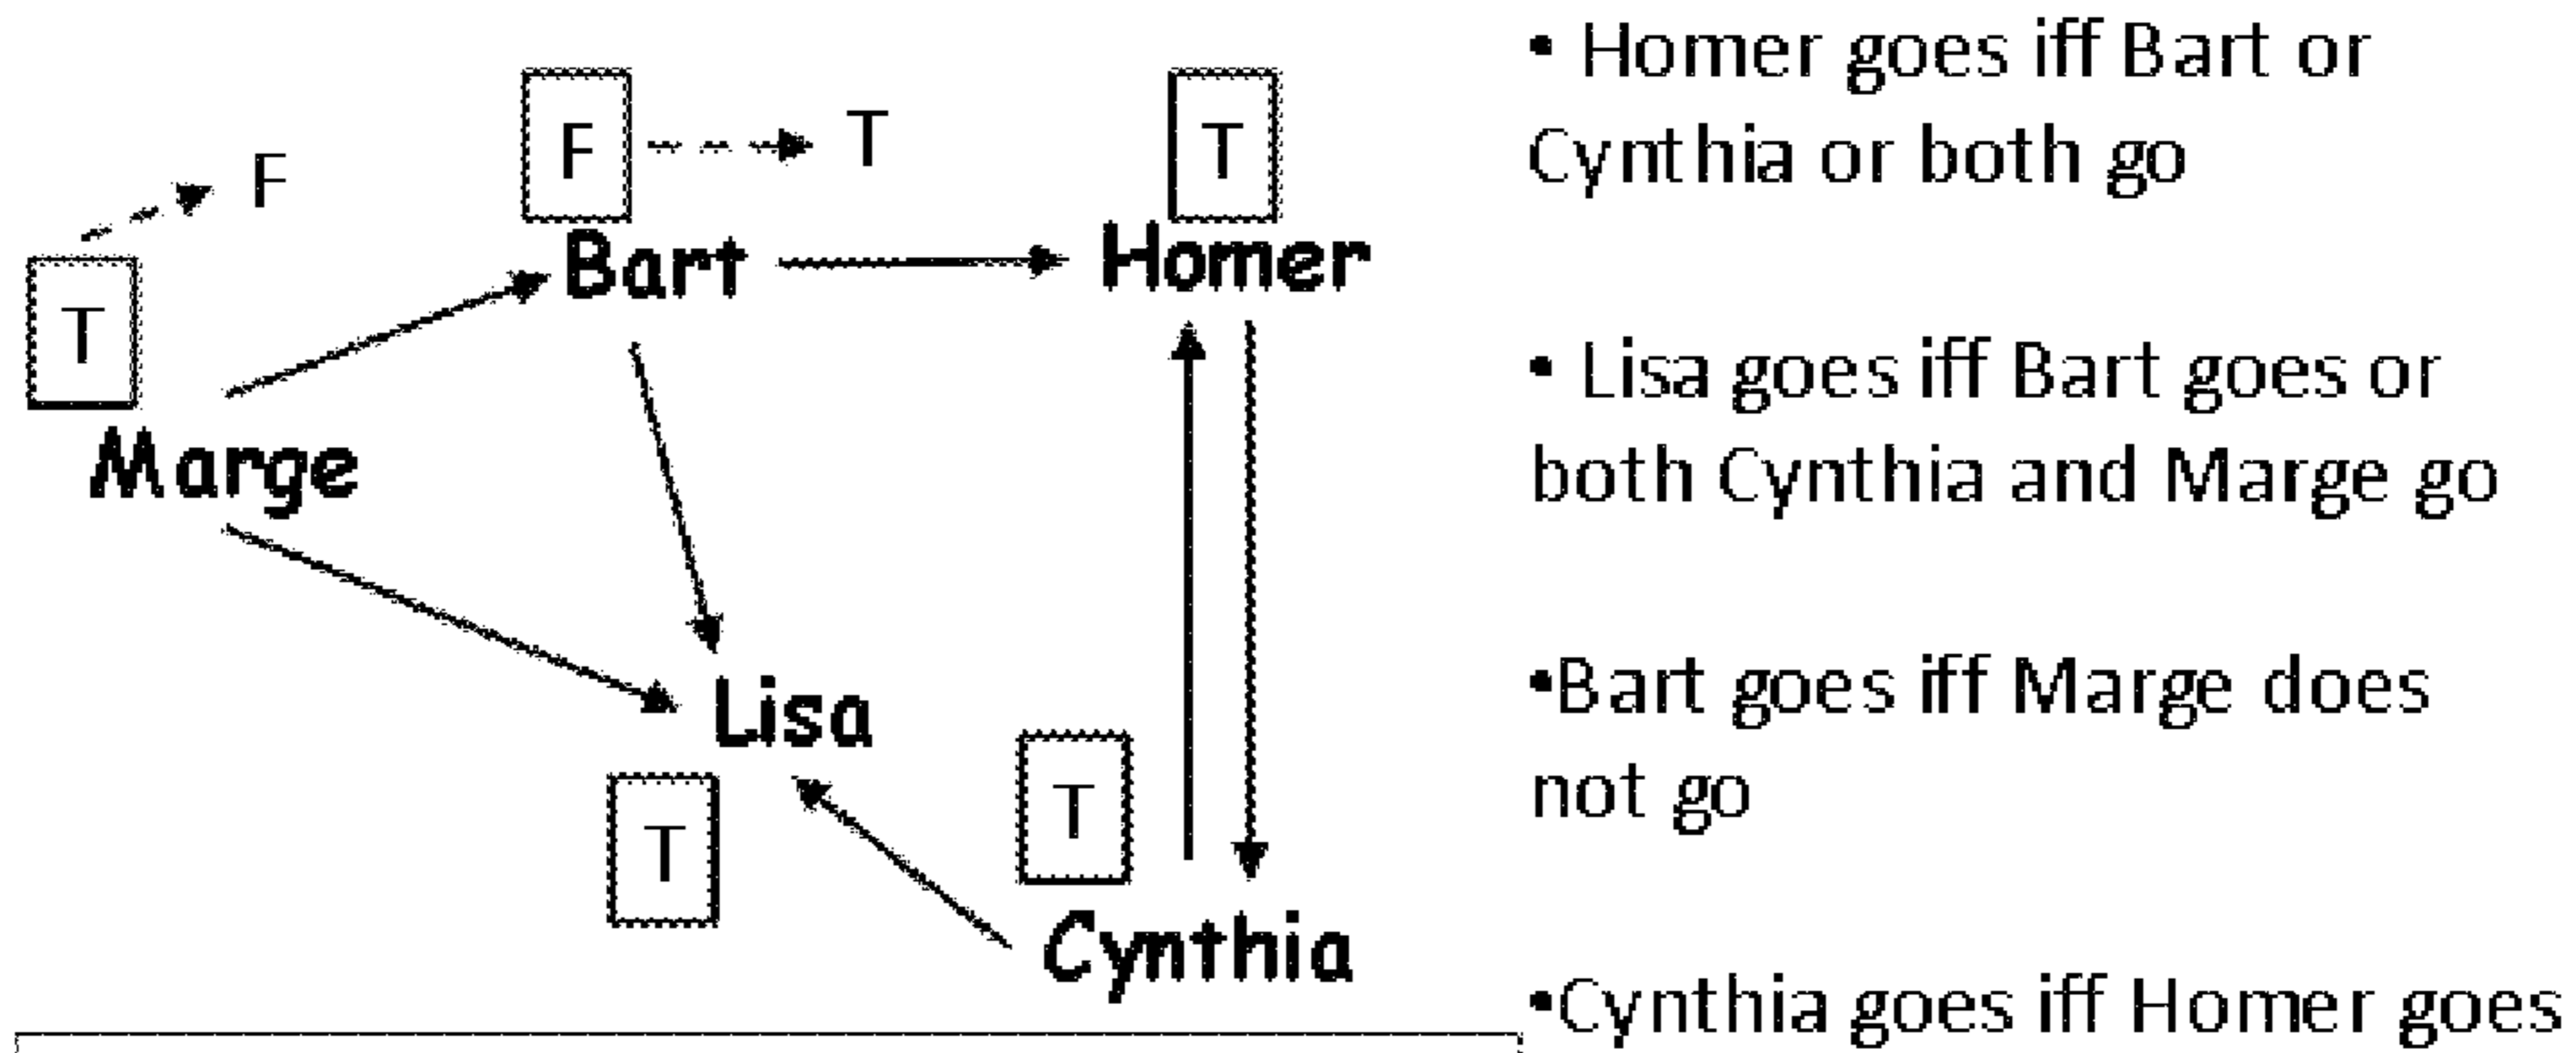 F
F
T
T
T
Bart
Homer
Marge
Lisa
T
T
Cynthia
• Homer goes iff Bart or
Cynthia or both go
• Lisa goes iff Bart goes or
both Cynthia and Marge go
•Bart goes iff Marge does
not go
•Cynthia goes iff Homer goes